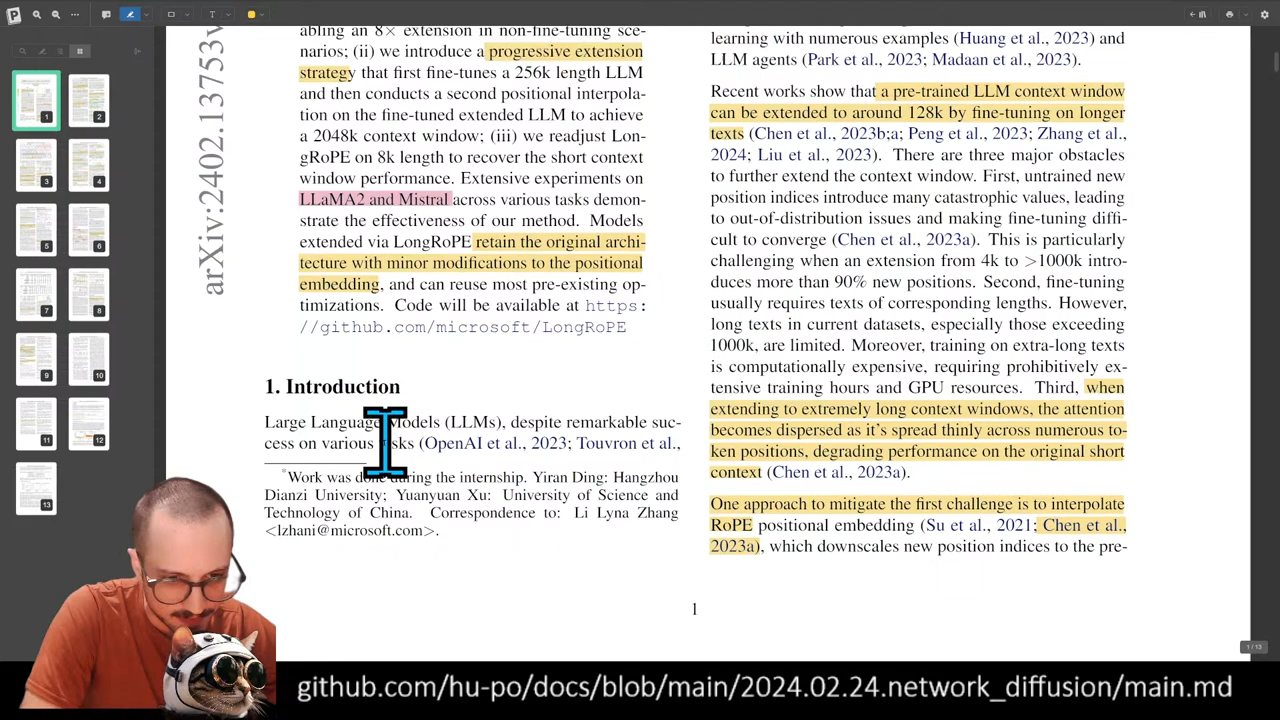 arXiv:2402.13753v
abling an 8× extension in non-fine-tuning sce-
narios; (ii) we introduce a progressive extension
strategy that first fine-tunes a 256k length LLM
and then conducts a second positional interpola-
tion on the fine-tuned extended LLM to achieve
a 2048k context window; (iii) we readjust Lon-
gRoPE on 8k length to recover the short context
window performance. Extensive experiments on
LLaMA2 and Mistral across various tasks demon-
strate the effectiveness of our method. Models
extended via LongRoPE retain the original archi-
tecture with minor modifications to the positional
embedding, and can reuse most pre-existing op-
timizations. Code will be available at https:
//github.com/microsoft/LongRoPE
1. Introduction
Large Language Models (LLMs), despite remarkable suc-
cess on various tasks (OpenAI et al., 2023; Touvron et al.,
Work was done during the internship. Yiran Ding: Hangzhou
Dianzi University; Yuanyuan Xu: University of Science and
Technology of China. Correspondence to: Li Lyna Zhang
<lzhani@microsoft.com>.
learning with numerous examples (Huang et al., 2023) and
LLM agents (Park et al., 2023; Madaan et al., 2023).
Recent works show that a pre-trained LLM context window
can be extended to around 128k by fine-tuning on longer
texts (Chen et al., 2023b;a; Peng et al., 2023; Zhang et al.,
2024; Liu et al., 2023). There are three major obstacles
to further extend the context window. First, untrained new
position indices introduce many catastrophic values, leading
to out-of-distribution issues and making fine-tuning diffi-
cult to converge (Chen et al., 2023a). This is particularly
challenging when an extension from 4k to >1000k intro-
duces more than 90% new positions. Second, fine-tuning
usually requires texts of corresponding lengths. However,
long texts in current datasets, especially those exceeding
1000k, are limited. Moreover, training on extra-long texts
is computationally expensive, requiring prohibitively ex-
tensive training hours and GPU resources. Third, when
extending to extremely long context windows, the attention
becomes dispersed as it's spread thinly across numerous to-
ken positions, degrading performance on the original short
context (Chen et al., 2023a).
One approach to mitigate the first challenge is to interpolate
RoPE positional embedding (Su et al., 2021; Chen et al.,
2023a), which downscales new position indices to the pre-
1
1 / 13
1
2
3
4
5
6
7
8
9
10
11
12
13
github.com/hu-po/docs/blob/main/2024.02.24.network_diffusion/main.md